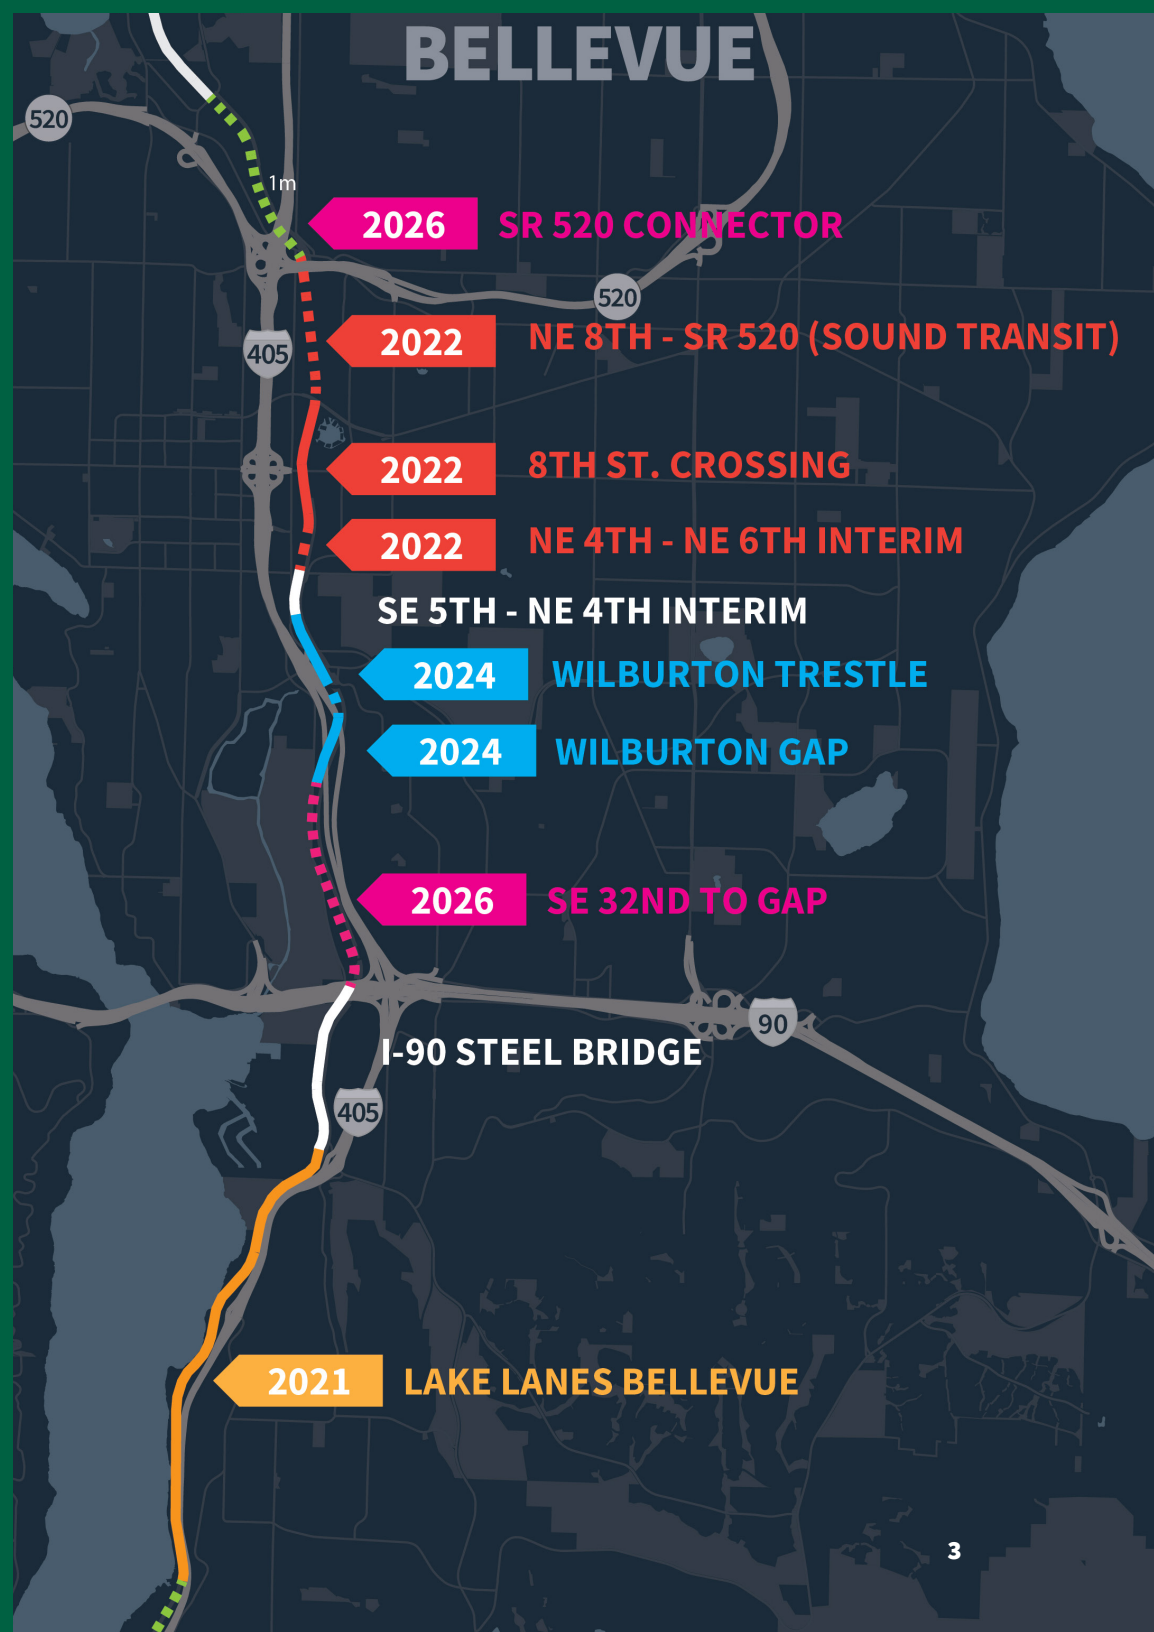 BELLEVUE
520
1m
2026 SR 520 CONNECTOR
520
2022 NE 8TH - SR 520 (SOUND TRANSIT)
405
2022 8TH ST. CROSSING
2022 NE 4TH - NE 6TH INTERIM
SE 5TH - NE 4TH INTERIM
2024 WILBURTON TRESTLE
2024 WILBURTON GAP
2026 SE 32ND TO GAP
90
I-90 STEEL BRIDGE
405
2021 LAKE LANES BELLEVUE
3